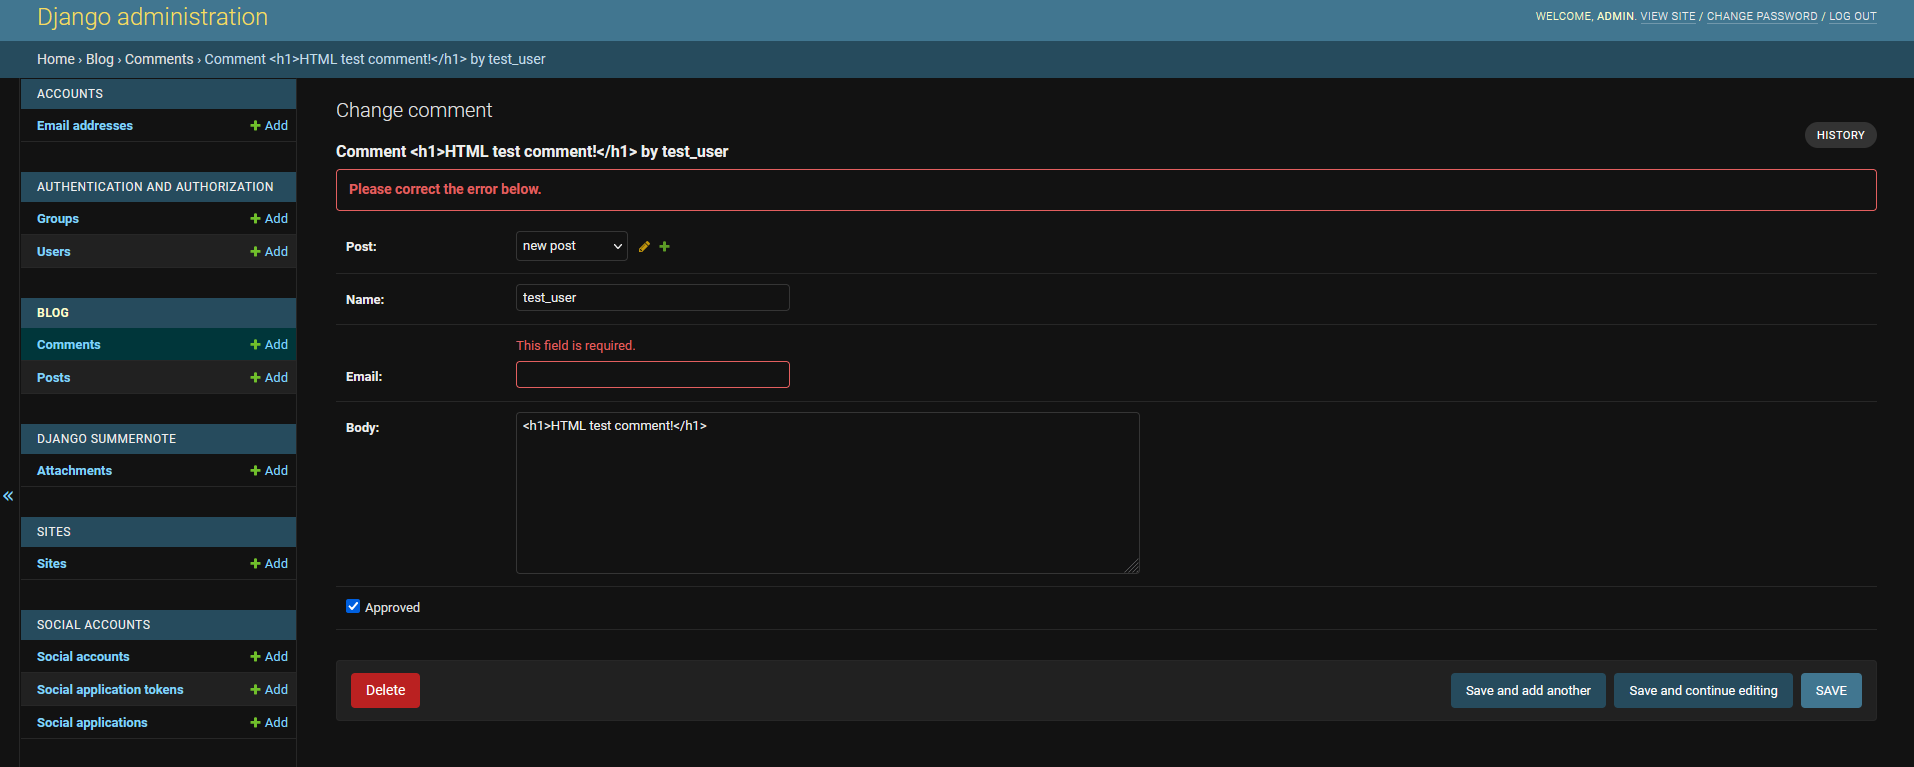 Django administration
WELCOME, ADMIN. VIEW SITE / CHANGE PASSWORD / LOG OUT
Home › Blog › Comments › Comment <h1>HTML test comment!</h1> by test_user
ACCOUNTS
Email addresses + Add
AUTHENTICATION AND AUTHORIZATION
Groups + Add
Users + Add
BLOG
Comments + Add
Posts + Add
DJANGO SUMMERNOTE
Attachments + Add
SITES
Sites + Add
SOCIAL ACCOUNTS
Social accounts + Add
Social application tokens + Add
Social applications + Add
«
Change comment
HISTORY
Comment <h1>HTML test comment!</h1> by test_user
Please correct the error below.
Post: new post
Name: test_user
This field is required.
Email:
Body: <h1>HTML test comment!</h1>
Approved
Delete
Save and add another
Save and continue editing
SAVE